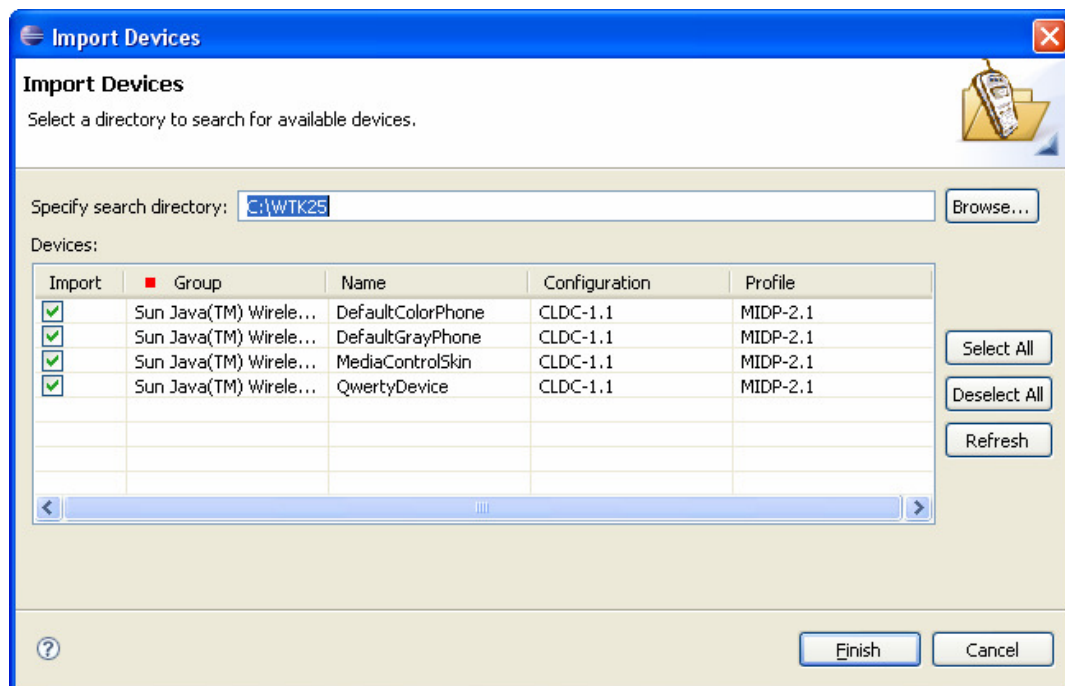 Import Devices
Import Devices
Select a directory to search for available devices.
Specify search directory: C:\WTK25 Browse...
Devices:
Import Group Name Configuration Profile
Sun Java(TM) Wirele... DefaultColorPhone CLDC-1.1 MIDP-2.1
Sun Java(TM) Wirele... DefaultGrayPhone CLDC-1.1 MIDP-2.1
Sun Java(TM) Wirele... MediaControlSkin CLDC-1.1 MIDP-2.1
Sun Java(TM) Wirele... QwertyDevice CLDC-1.1 MIDP-2.1
Select All
Deselect All
Refresh
? Finish Cancel